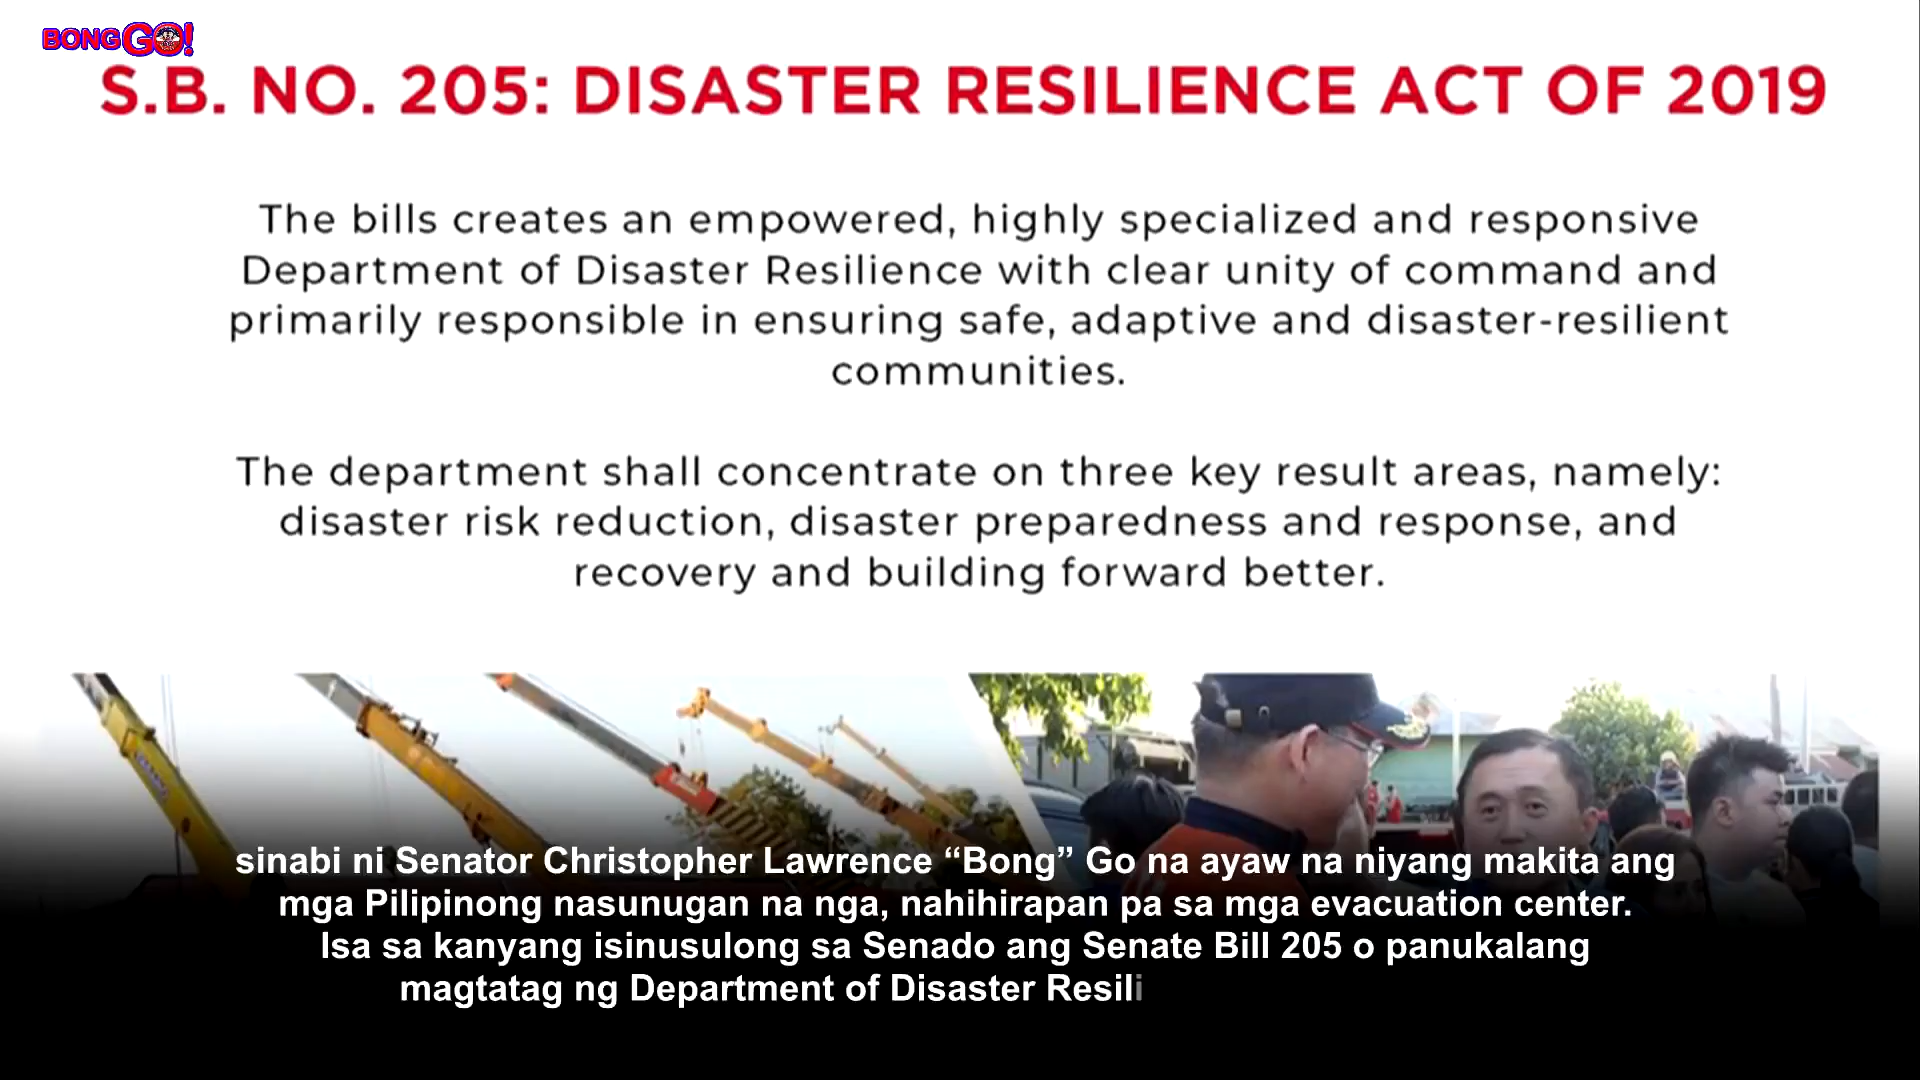 BONG GO!
S.B. NO. 205: DISASTER RESILIENCE ACT OF 2019
The bills creates an empowered, highly specialized and responsive
Department of Disaster Resilience with clear unity of command and
primarily responsible in ensuring safe, adaptive and disaster-resilient
communities.
The department shall concentrate on three key result areas, namely:
disaster risk reduction, disaster preparedness and response, and
recovery and building forward better.
sinabi ni Senator Christopher Lawrence “Bong” Go na ayaw na niyang makita ang
mga Pilipinong nasunugan na nga, nahihirapan pa sa mga evacuation center.
Isa sa kanyang isinusulong sa Senado ang Senate Bill 205 o panukalang
magtatag ng Department of Disaster Resili